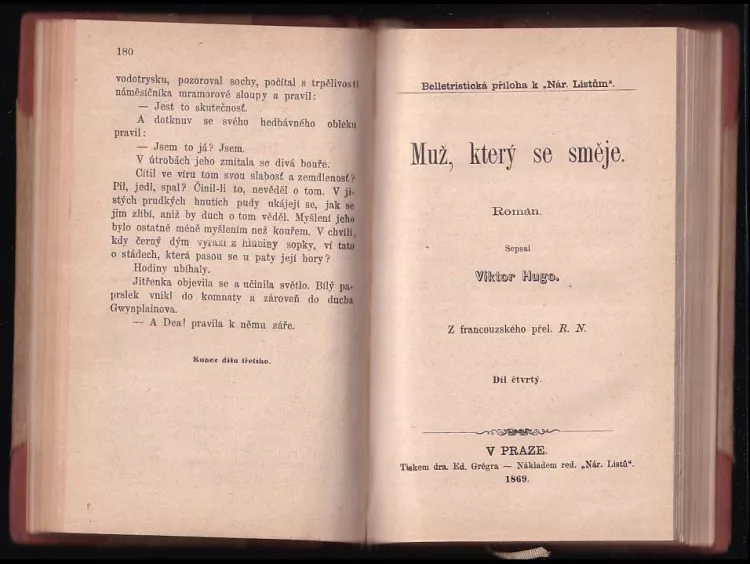 180
vodotrysku, pozoroval sochy, počítal s trpělivostí
náměsíčníka mramorové sloupy a pravil:
— Jest to skutečnosť.
A dotknuv se svého hedbávného obleku
pravil:
— Jsem to já? Jsem.
V útrobách jeho zmítala se divá bouře.
Cítil ve víru tom svou slabosť a zemdlenosť?
Pil, jedl, spal? Činil-li to, nevěděl o tom. V ji-
stých prudkých hnutích pudy ukájejí se, jak se
jim zlíbí, aniž by duch o tom věděl. Myšlení jeho
bylo ostatně méně myšlením než kouřem. V chvíli,
kdy černý dým vyrazí z hlubiny sopky, ví tato
o stádech, která pasou se u paty její hory?
Hodiny ubíhaly.
Jitřenka objevila se a učinila světlo. Bílý pa-
prslek vnikl do komnaty a zároveň do ducha
Gwynplainova.
— A Dea! pravila k němu záře.
Konec dílu třetího.
Belletristická příloha k „Nár. Listům“.
Muž, který se směje.
Román.
Sepsal
Viktor Hugo.
Z francouzského přel. R. N.
Díl čtvrtý.
V PRAZE.
Tiskem dra. Ed. Grégra — Nákladem red. „Nár. Listů“.
1869.